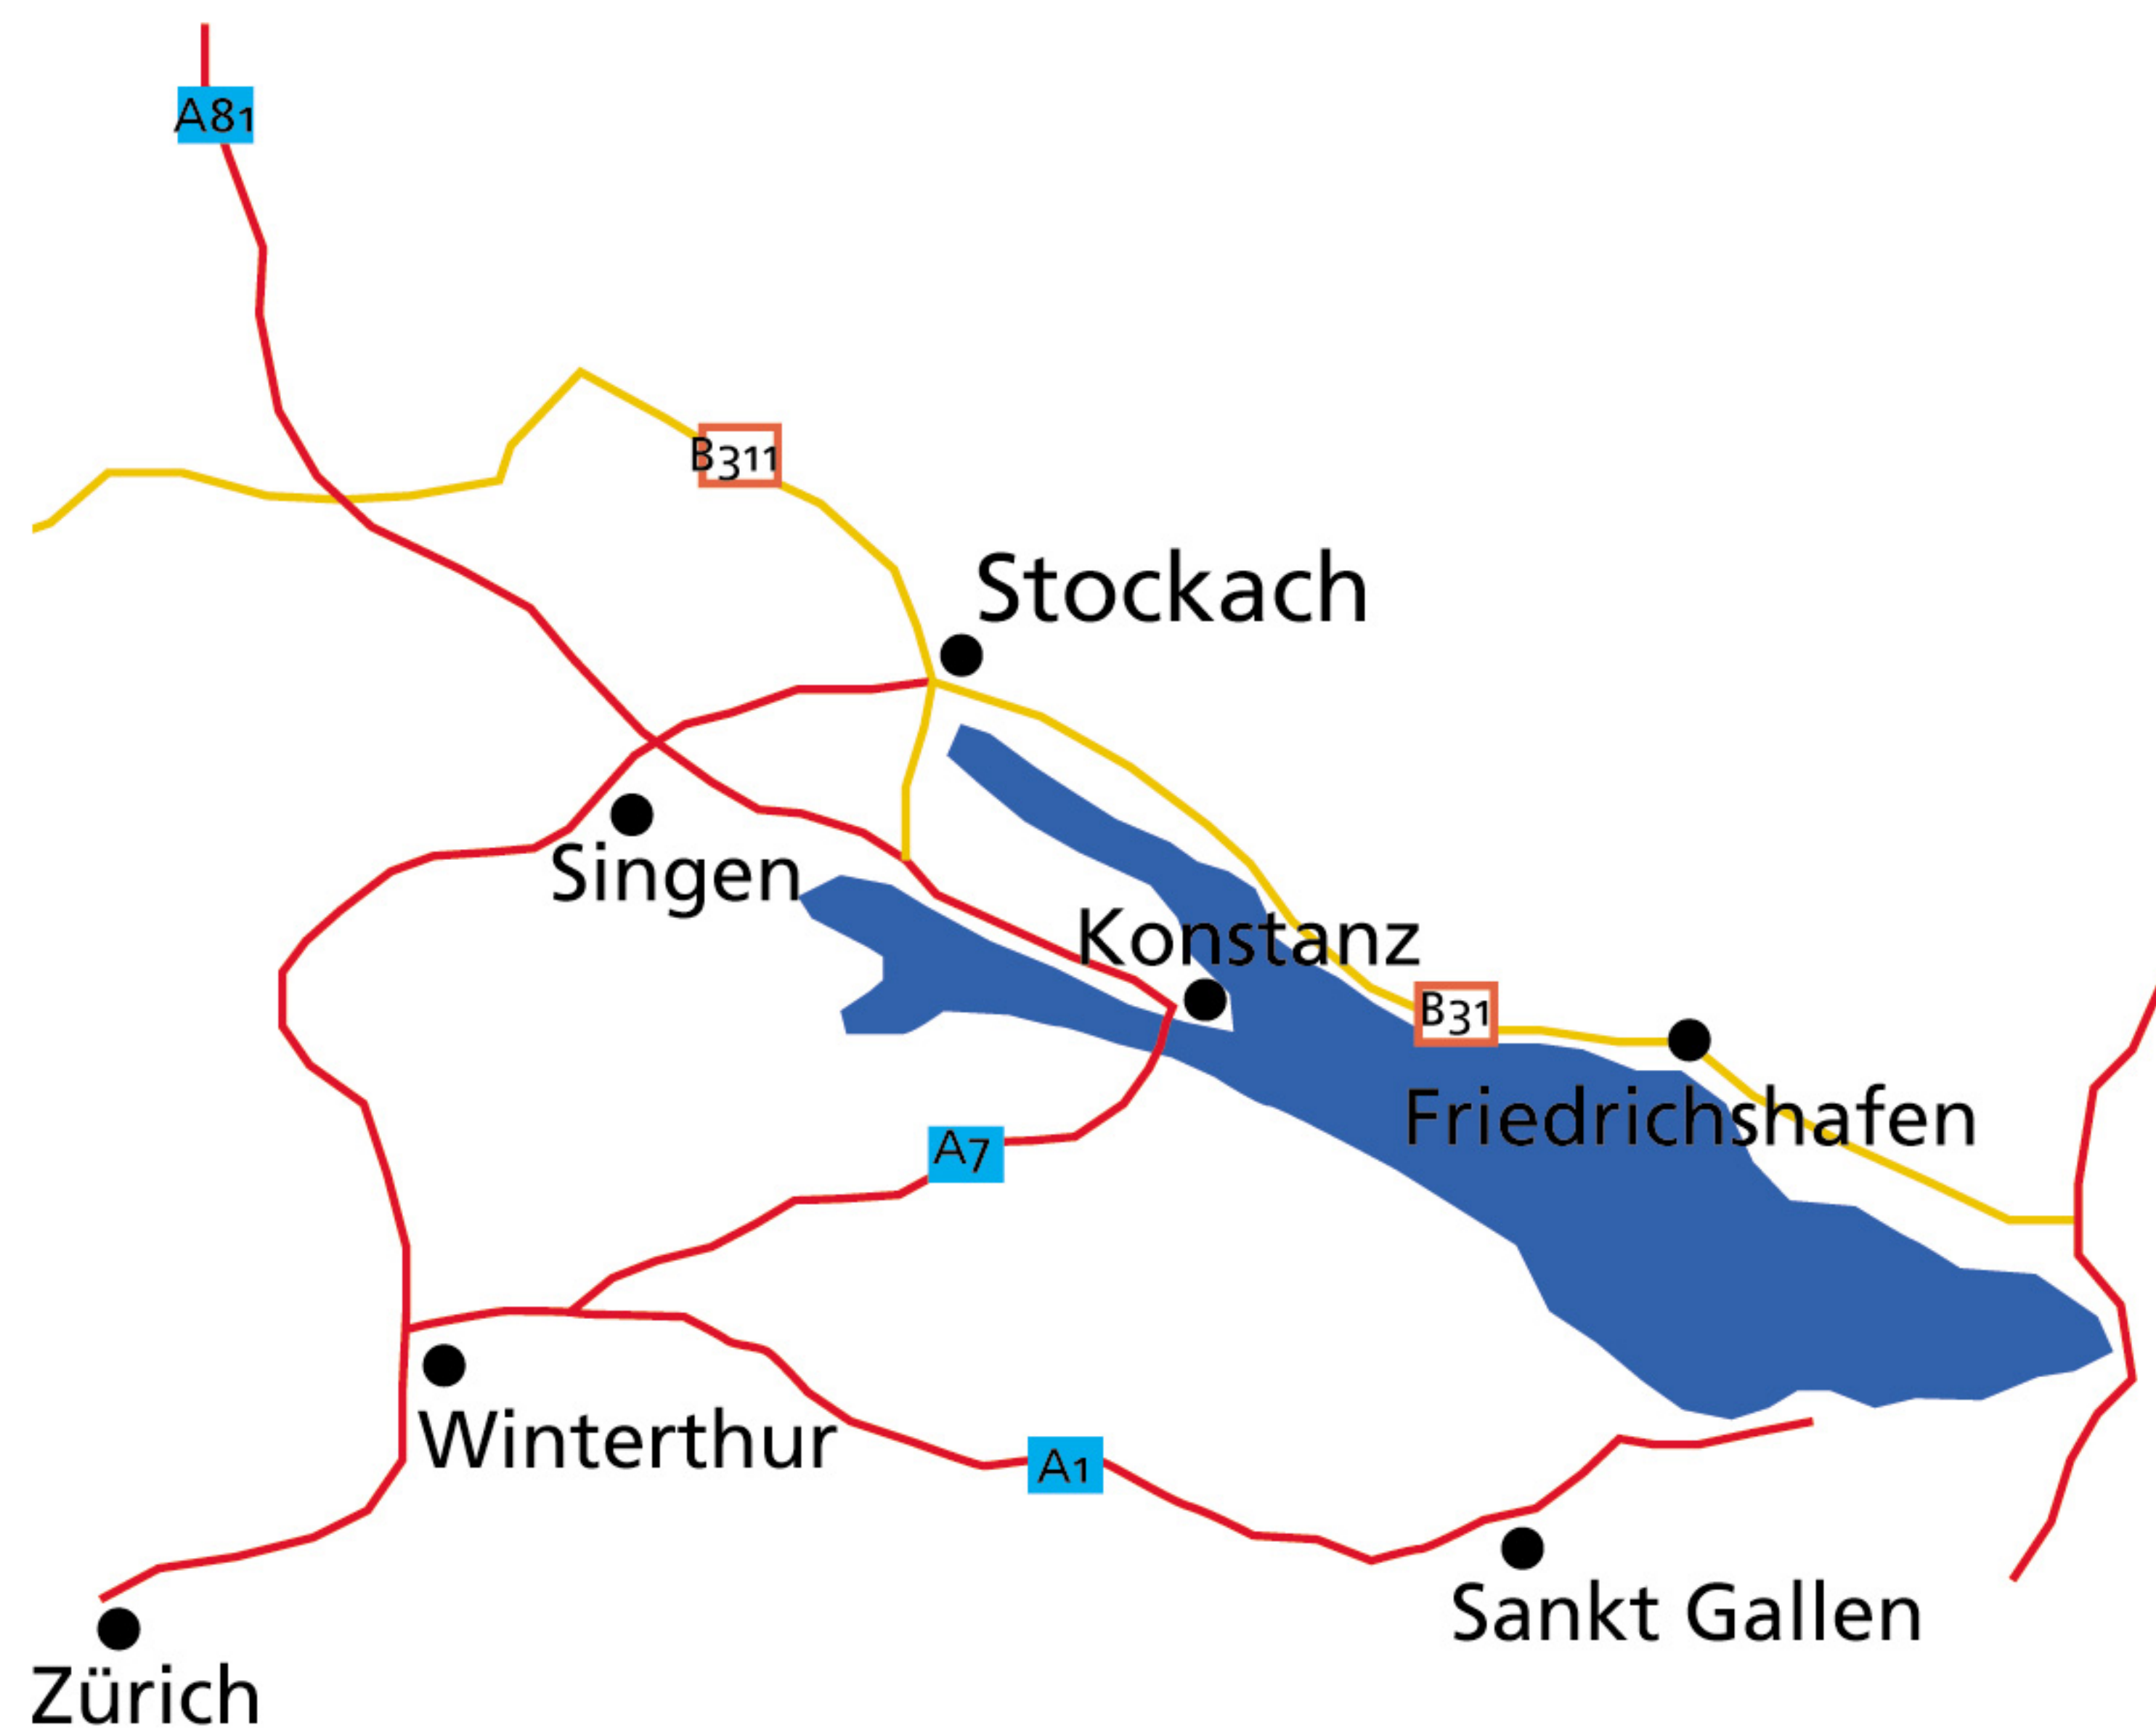 A81
B311
Stockach
Singen
Konstanz
B31
Friedrichshafen
A7
Winterthur
A1
Sankt Gallen
Zürich